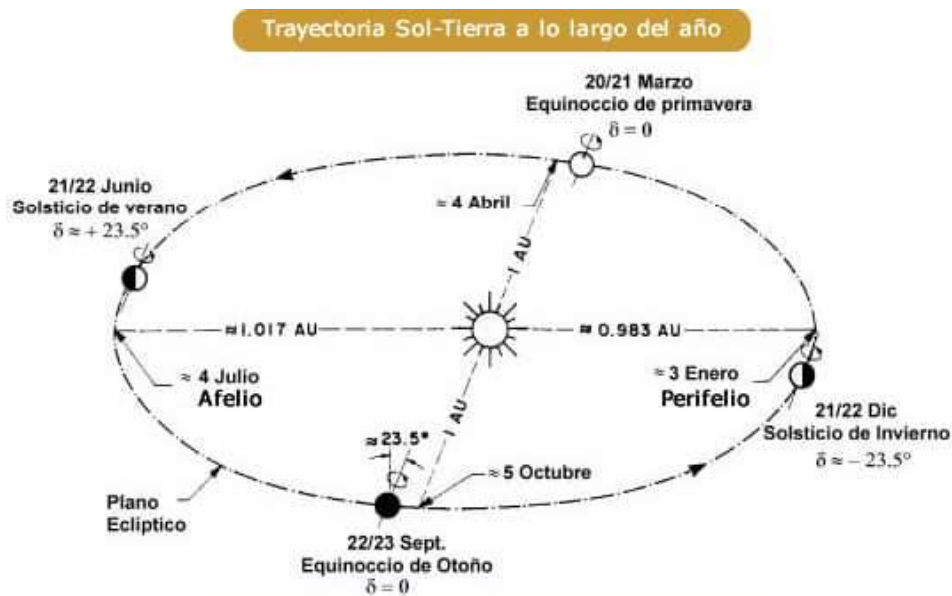 Trayectoria Sol-Tierra a lo largo del año
20/21 Marzo
Equinoccio de primavera
δ = 0
21/22 Junio
Solsticio de verano
δ ≈ + 23.5°
≈ 4 Abril
1 AU
≈1.017 AU
≈ 0.983 AU
≈ 4 Julio
Afelio
≈ 3 Enero
Perifelio
1 AU
21/22 Dic
Solsticio de Invierno
δ ≈ − 23.5°
≈23.5°
≈ 5 Octubre
Plano
Ecliptico
22/23 Sept.
Equinoccio de Otoño
δ = 0